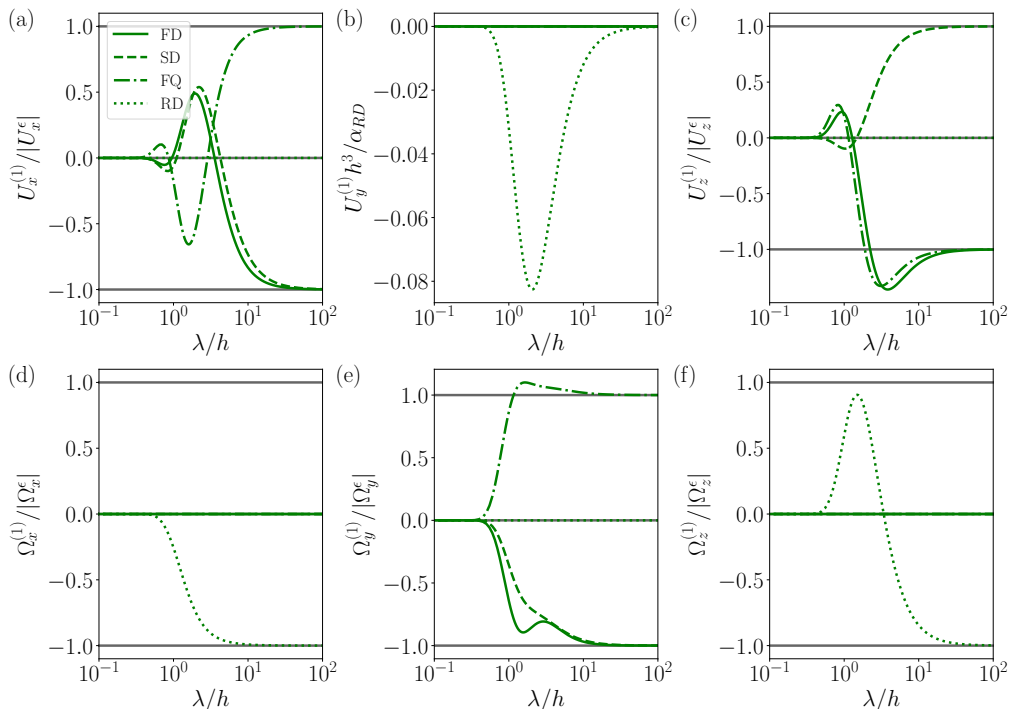 (a)
1.0
0.5
0.0
−0.5
−1.0
U_x^{(1)}/|U_x^ϵ|
FD
SD
FQ
RD
10^{−1} 10^0 10^1 10^2
λ/h
(b)
0.00
−0.02
−0.04
−0.06
−0.08
U_y^{(1)}h^3/α_{RD}
10^{−1} 10^0 10^1 10^2
λ/h
(c)
1.0
0.5
0.0
−0.5
−1.0
U_z^{(1)}/|U_z^ϵ|
10^{−1} 10^0 10^1 10^2
λ/h
(d)
1.0
0.5
0.0
−0.5
−1.0
Ω_x^{(1)}/|Ω_x^ϵ|
10^{−1} 10^0 10^1 10^2
λ/h
(e)
1.0
0.5
0.0
−0.5
−1.0
Ω_y^{(1)}/|Ω_y^ϵ|
10^{−1} 10^0 10^1 10^2
λ/h
(f)
1.0
0.5
0.0
−0.5
−1.0
Ω_z^{(1)}/|Ω_z^ϵ|
10^{−1} 10^0 10^1 10^2
λ/h